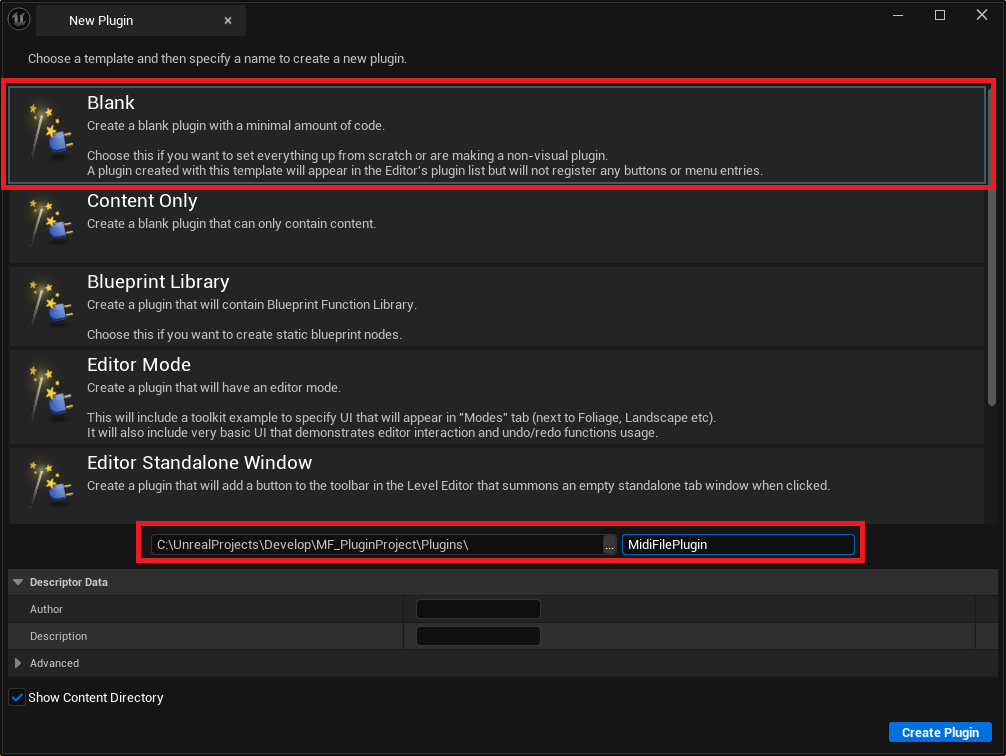 New Plugin
Choose a template and then specify a name to create a new plugin.
Blank
Create a blank plugin with a minimal amount of code.
Choose this if you want to set everything up from scratch or are making a non-visual plugin.
A plugin created with this template will appear in the Editor's plugin list but will not register any buttons or menu entries.
Content Only
Create a blank plugin that can only contain content.
Blueprint Library
Create a plugin that will contain Blueprint Function Library.
Choose this if you want to create static blueprint nodes.
Editor Mode
Create a plugin that will have an editor mode.
This will include a toolkit example to specify UI that will appear in "Modes" tab (next to Foliage, Landscape etc).
It will also include very basic UI that demonstrates editor interaction and undo/redo functions usage.
Editor Standalone Window
Create a plugin that will add a button to the toolbar in the Level Editor that summons an empty standalone tab window when clicked.
C:\UnrealProjects\Develop\MF_PluginProject\Plugins\ ... MidiFilePlugin
Descriptor Data
Author
Description
Advanced
Show Content Directory
Create Plugin